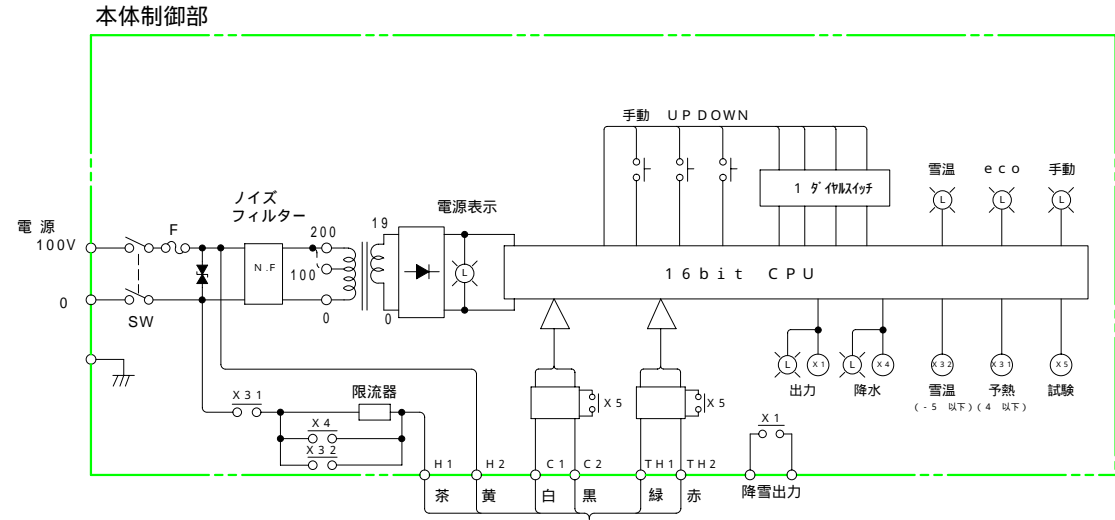 本体制御部
手動 UP DOWN
雪温 eco 手動
1 ﾀﾞｲﾔﾙｽｲｯﾁ
ノイズ
フィルター
電源表示
電源
100V
F
N.F
200
100
0
19
0
L
L
L
L
16bit CPU
0
SW
L X1 L X4 X32 X31 X5
出力 降水 雪温 予熱 試験
(-5 以下) (4 以下)
X31
限流器
X4
X32
X5
X5
X1
H1 H2 C1 C2 TH1 TH2
茶 黄 白 黒 緑 赤
降雪出力